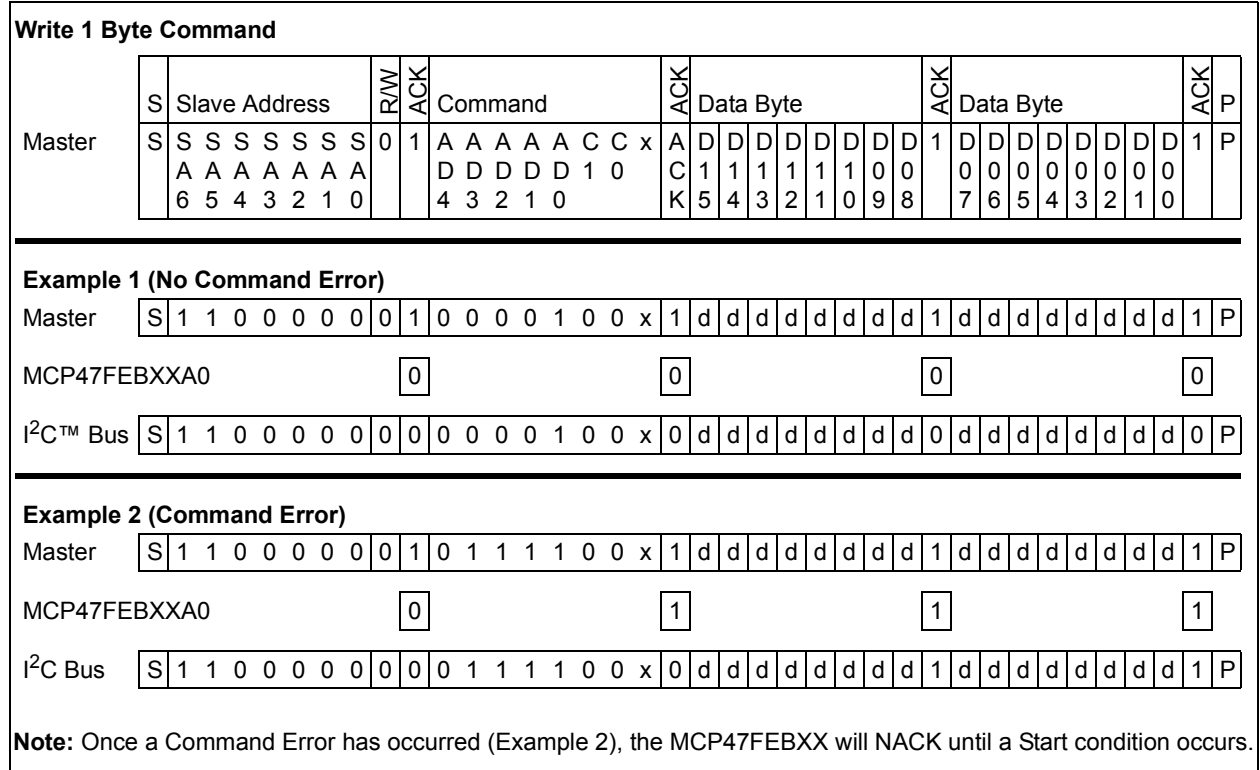 Write 1 Byte Command
S Slave Address R/W ACK Command ACK Data Byte ACK Data Byte ACK P
Master S S S S S S S S 0 1 A A A A A C C x A D D D D D D D D 1 D D D D D D D D 1 P
A A A A A A A D D D D D 1 0 C 1 1 1 1 1 1 0 0 0 0 0 0 0 0 0 0
6 5 4 3 2 1 0 4 3 2 1 0 K 5 4 3 2 1 0 9 8 7 6 5 4 3 2 1 0
Example 1 (No Command Error)
Master S 1 1 0 0 0 0 0 0 1 0 0 0 0 1 0 0 x 1 d d d d d d d d 1 d d d d d d d d 1 P
MCP47FEBXXA0 0 0 0 0
I2C™ Bus S 1 1 0 0 0 0 0 0 0 0 0 0 0 1 0 0 x 0 d d d d d d d d 0 d d d d d d d d 0 P
Example 2 (Command Error)
Master S 1 1 0 0 0 0 0 0 1 0 1 1 1 1 0 0 x 1 d d d d d d d d 1 d d d d d d d d 1 P
MCP47FEBXXA0 0 1 1 1
I2C Bus S 1 1 0 0 0 0 0 0 0 0 1 1 1 1 0 0 x 0 d d d d d d d d 1 d d d d d d d d 1 P
Note: Once a Command Error has occurred (Example 2), the MCP47FEBXX will NACK until a Start condition occurs.